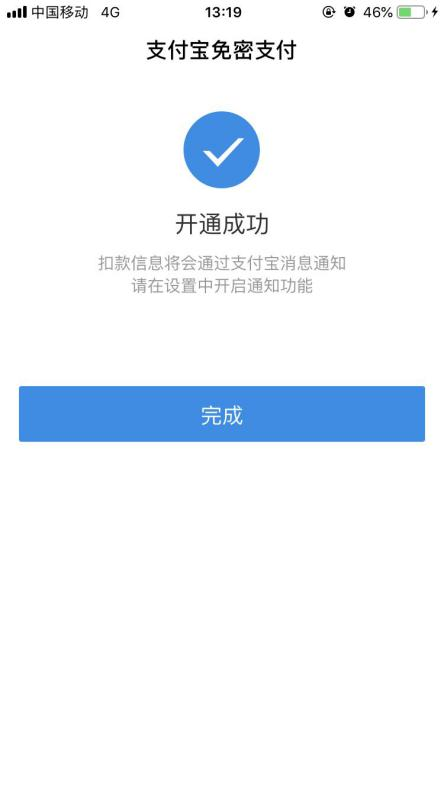 中国移动 4G 13:19 46%
支付宝免密支付
开通成功
扣款信息将会通过支付宝消息通知
请在设置中开启通知功能
完成